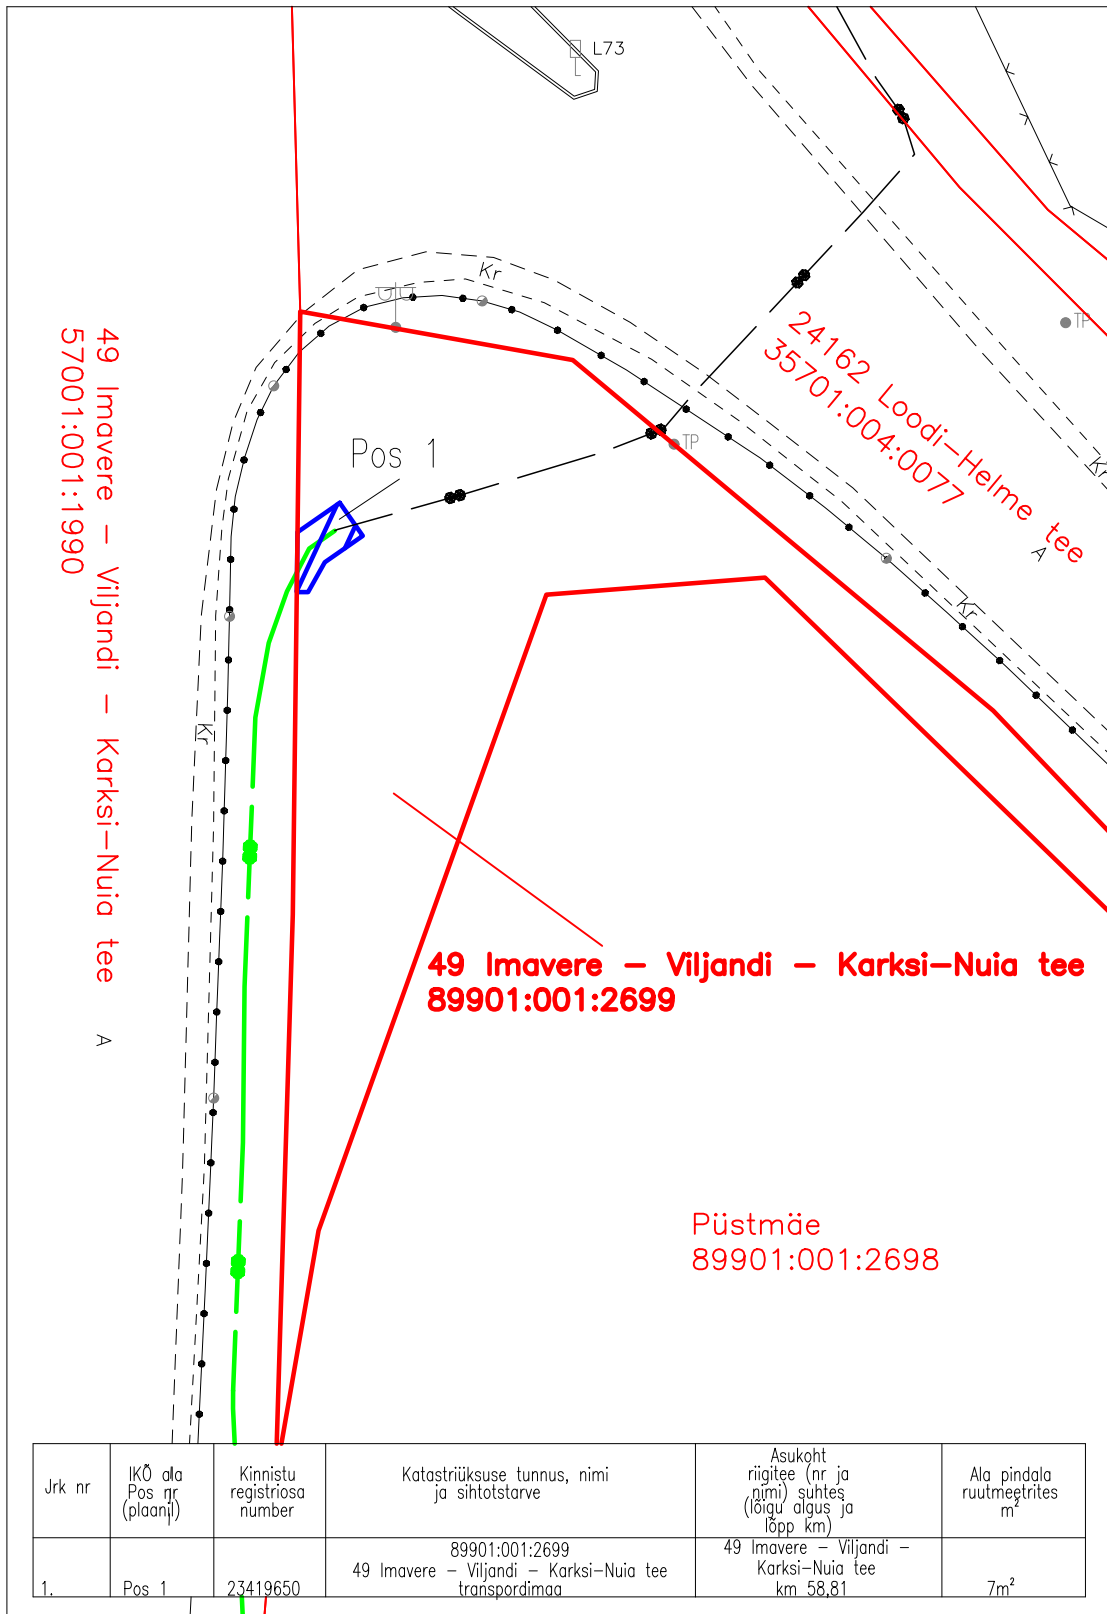 L73
Kr
TP
24162 Loodi-Helme tee
35701:004:0077
49 Imavere - Viljandi - Karksi-Nuia tee
57001:001:1990
Pos 1
TP
Kr
A
Kr
Kr
49 Imavere - Viljandi - Karksi-Nuia tee
89901:001:2699
A
Püstmäe
89901:001:2698
Jrk nr
IKÕ ala
Pos nr
(plaanil)
Kinnistu
registriosa
number
Katastriüksuse tunnus, nimi
ja sihtotstarve
Asukoht
riigitee (nr ja
nimi) suhtes
(lõigu algus ja
lõpp km)
Ala pindala
ruutmeetrites
m²
1.
Pos 1
23419650
89901:001:2699
49 Imavere - Viljandi - Karksi-Nuia tee
transpordimaa
49 Imavere - Viljandi -
Karksi-Nuia tee
km 58,81
7m²